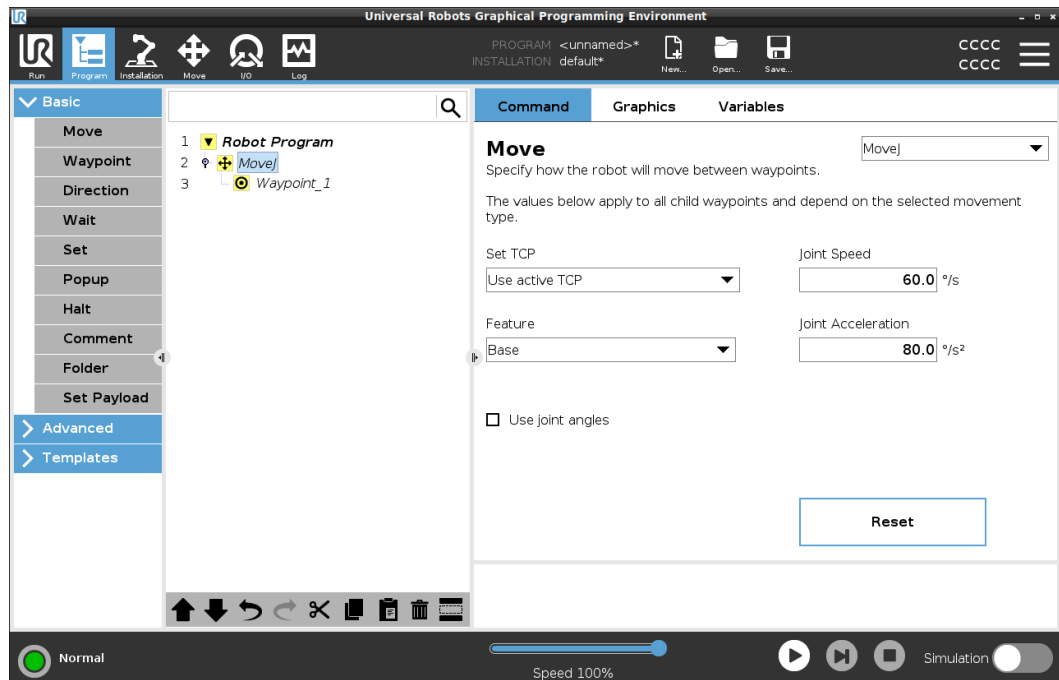 Universal Robots Graphical Programming Environment
UR
Run
Program
Installation
Move
I/O
Log
PROGRAM <unnamed>*
INSTALLATION default*
New...
Open...
Save...
CCCC
CCCC
Basic
Move
Waypoint
Direction
Wait
Set
Popup
Halt
Comment
Folder
Set Payload
Advanced
Templates
1 Robot Program
2 MoveJ
3 Waypoint_1
Command Graphics Variables
Move
MoveJ
Specify how the robot will move between waypoints.
The values below apply to all child waypoints and depend on the selected movement
type.
Set TCP
Joint Speed
Use active TCP
60.0 °/s
Feature
Joint Acceleration
Base
80.0 °/s²
Use joint angles
Reset
Normal
Speed 100%
Simulation